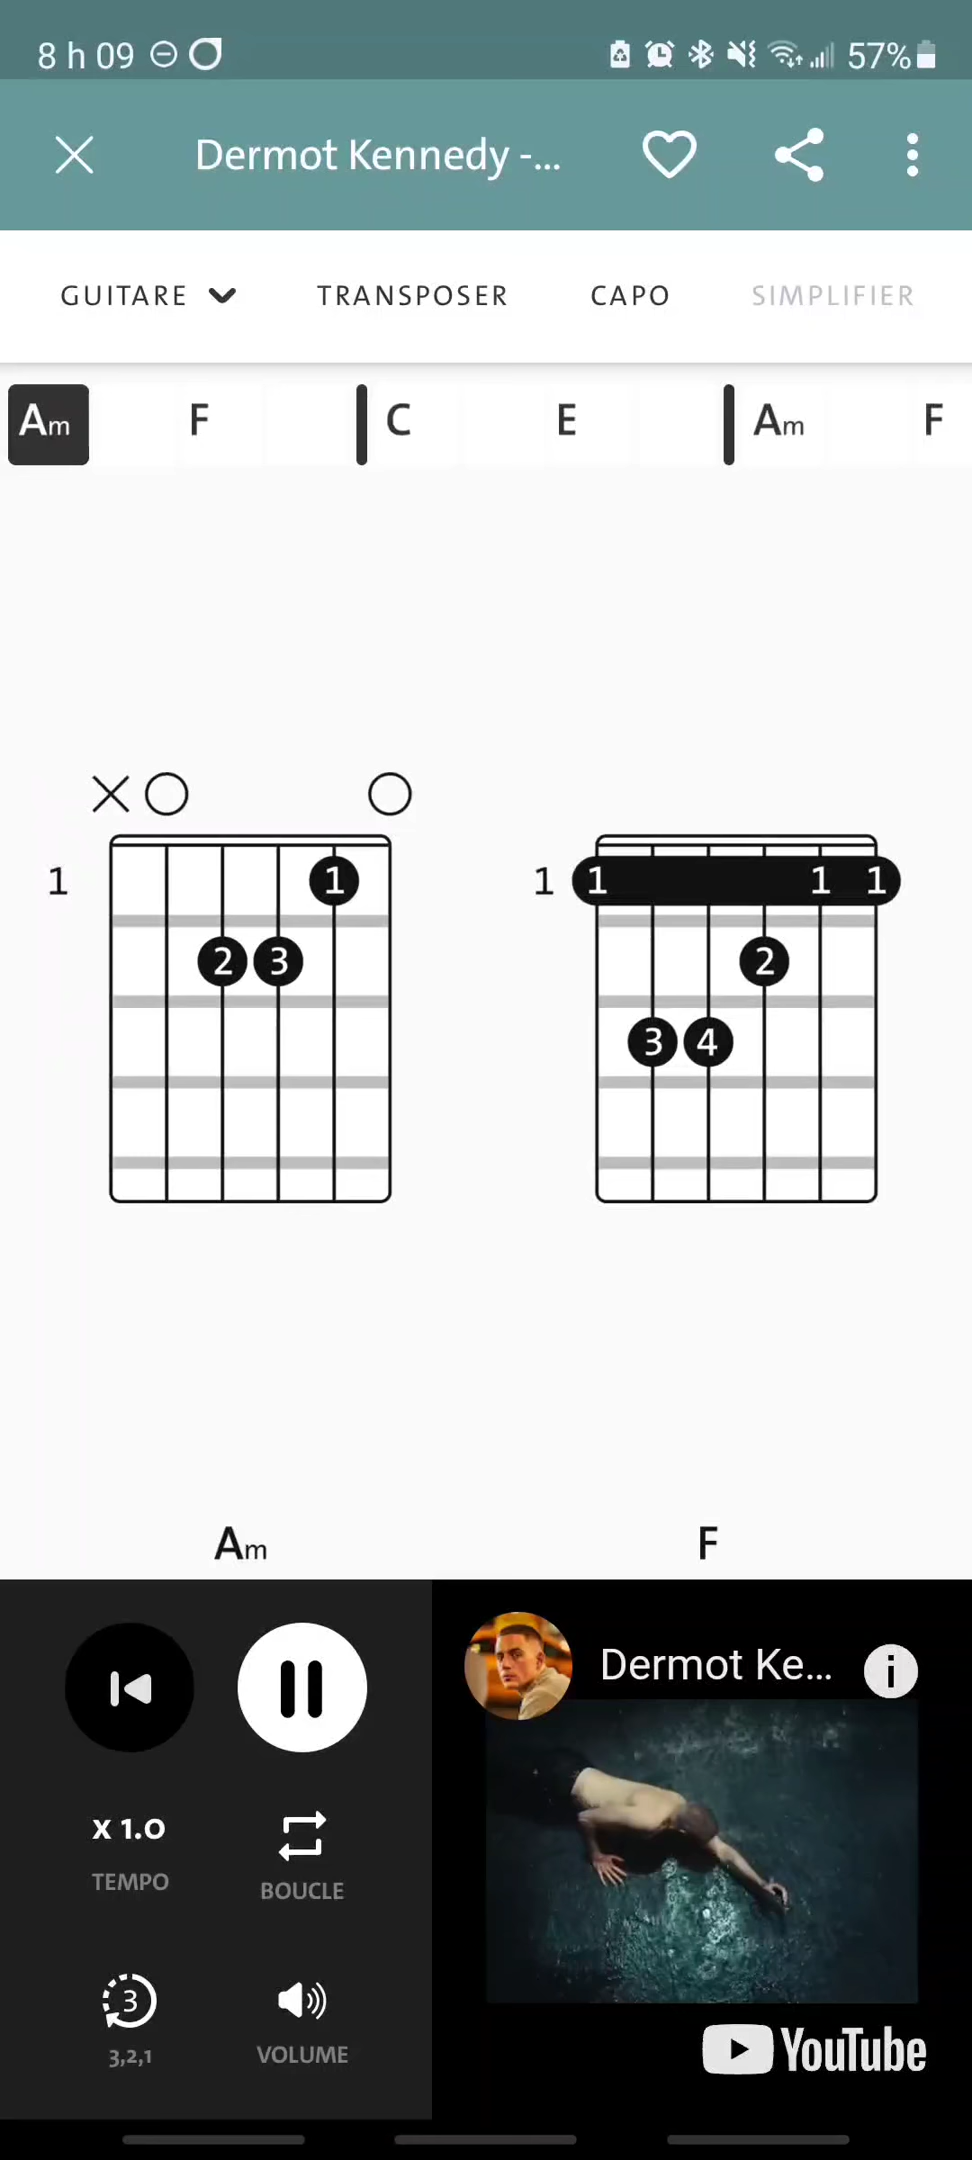 8 h 09 57%
Dermot Kennedy -...
GUITARE TRANSPOSER CAPO SIMPLIFIER
Am F C E Am F
1 1 1 1 1 1
2 3 2
3 4
Am F
Dermot Ke...
x 1.0
TEMPO BOUCLE
3
3,2,1 VOLUME
YouTube